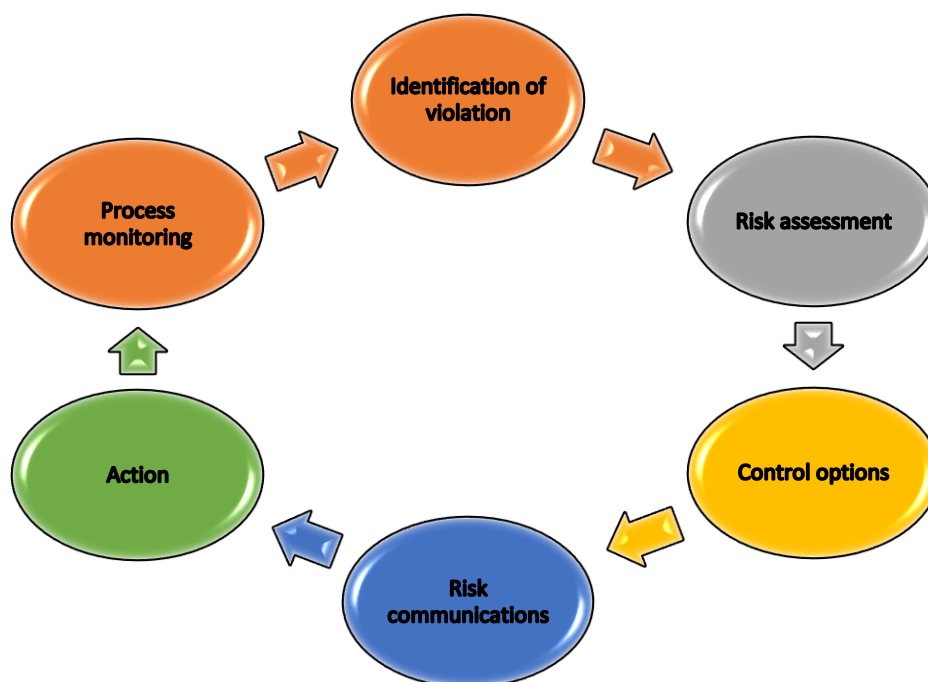 Identification of
violation
Risk assessment
Control options
Risk
communications
Action
Process
monitoring